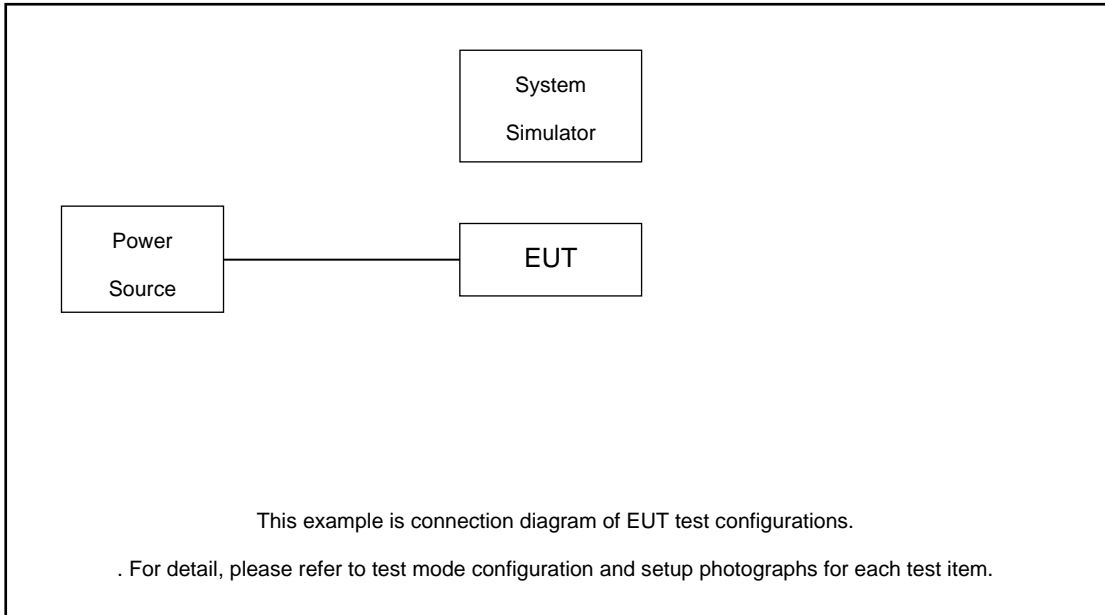 System
Simulator
Power
Source
EUT
This example is connection diagram of EUT test configurations.
. For detail, please refer to test mode configuration and setup photographs for each test item.